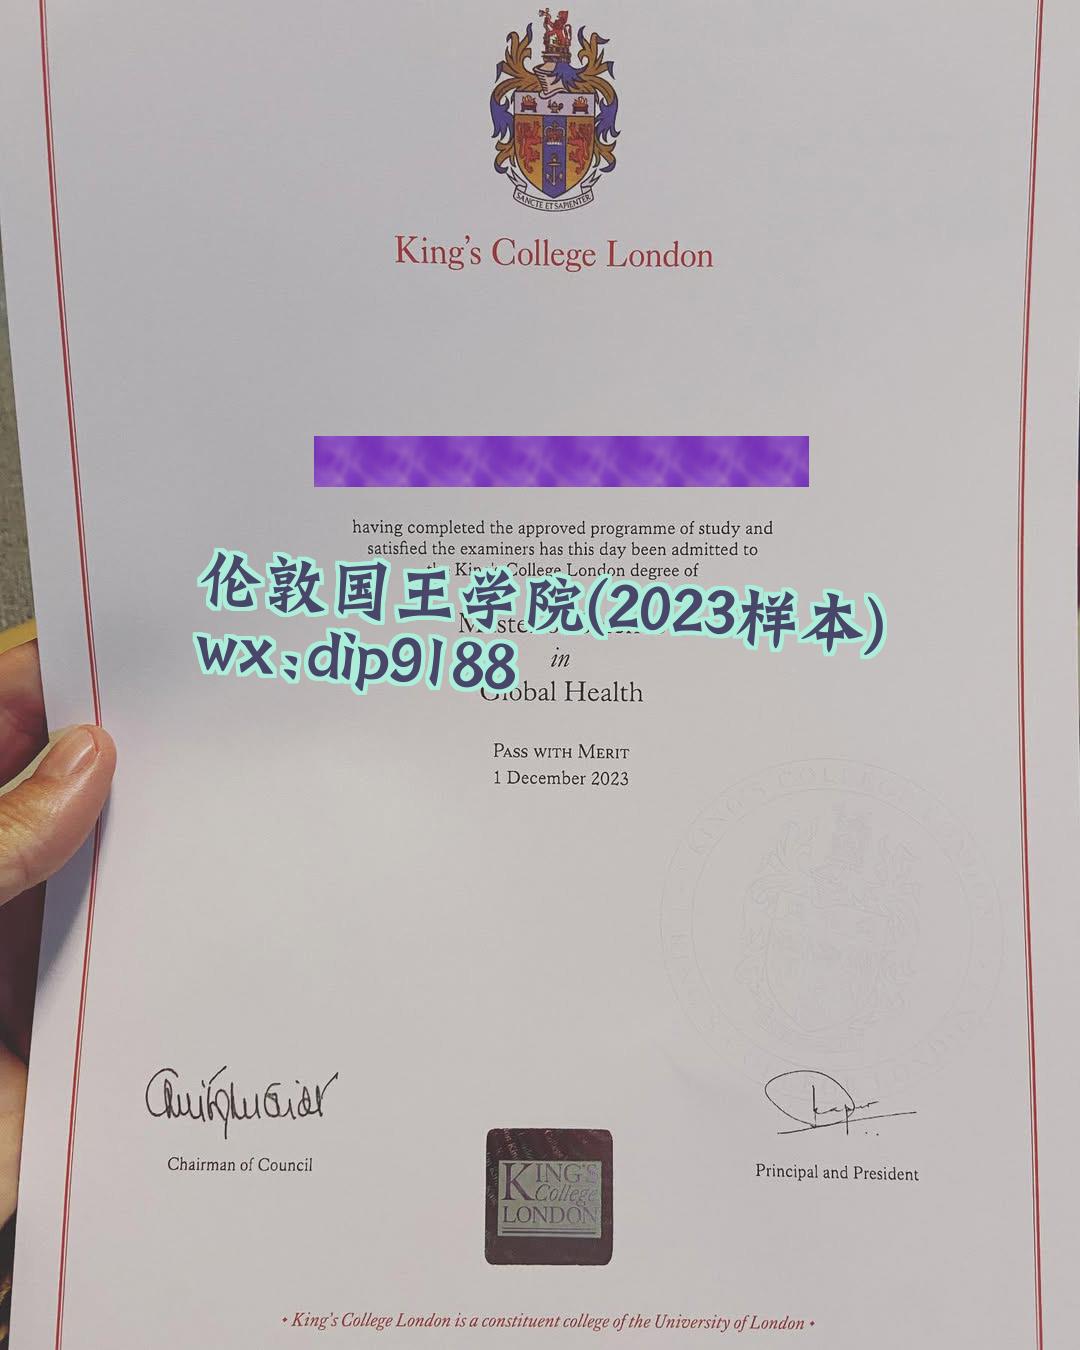 SANCTE ET SAPIENTER
King's College London
having completed the approved programme of study and
satisfied the examiners has this day been admitted to
College London degree of
伦敦国王学院(2023样本)
wx:dip9188
in
Global Health
PASS WITH MERIT
1 December 2023
KING'S COLLEGE LONDON
Chairman of Council
Principal and President
KING'S
College
LONDON
• King's College London is a constituent college of the University of London •